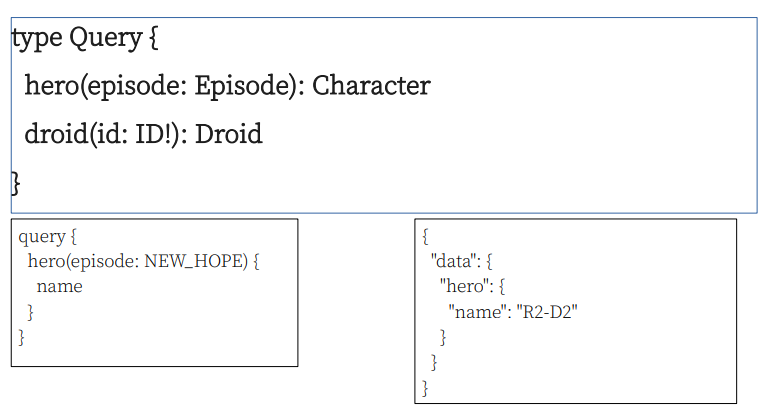 type Query {
  hero(episode: Episode): Character
  droid(id: ID!): Droid
}
query {
  hero(episode: NEW_HOPE) {
    name
  }
}
{
  "data": {
    "hero": {
      "name": "R2-D2"
    }
  }
}